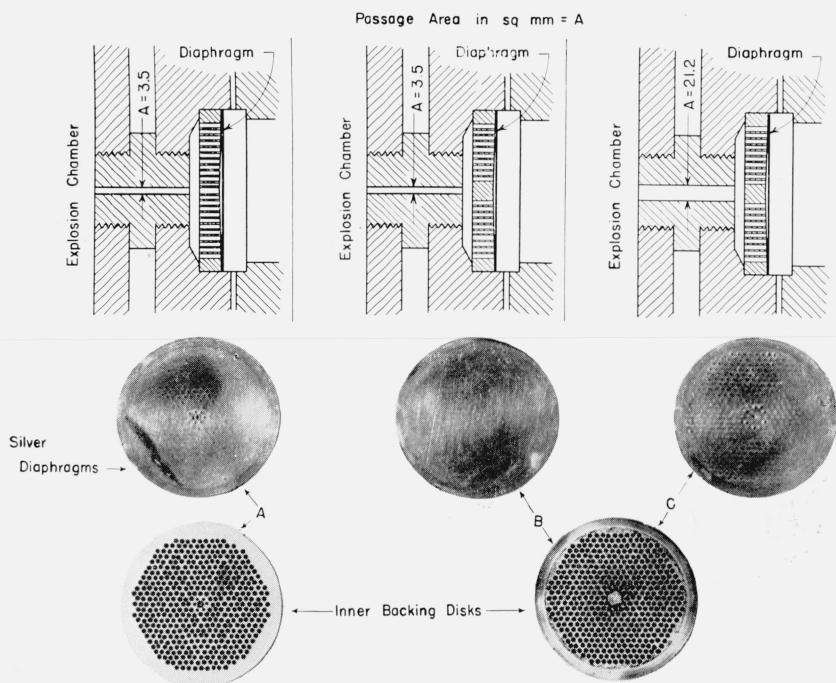 Passage Area in sq mm = A
Diaphragm
A = 3.5
Explosion Chamber
Diaphragm
A = 3.5
Explosion Chamber
Diaphragm
A = 21.2
Explosion Chamber
Silver
Diaphragms
A
B
C
Inner Backing Disks